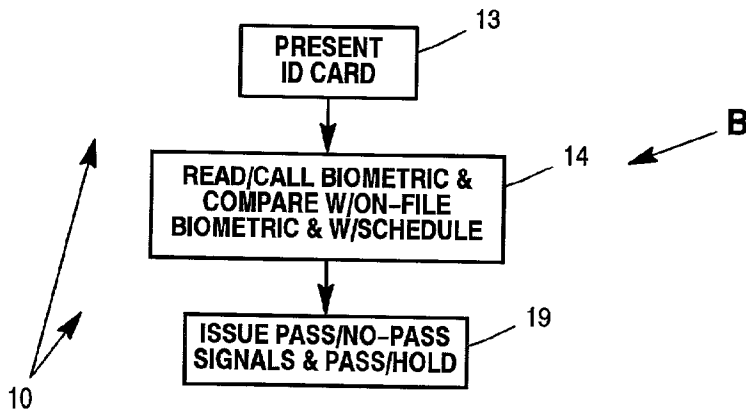 13
PRESENT
ID CARD
B
14
READ/CALL BIOMETRIC &
COMPARE W/ON-FILE
BIOMETRIC & W/SCHEDULE
19
ISSUE PASS/NO-PASS
SIGNALS & PASS/HOLD
10